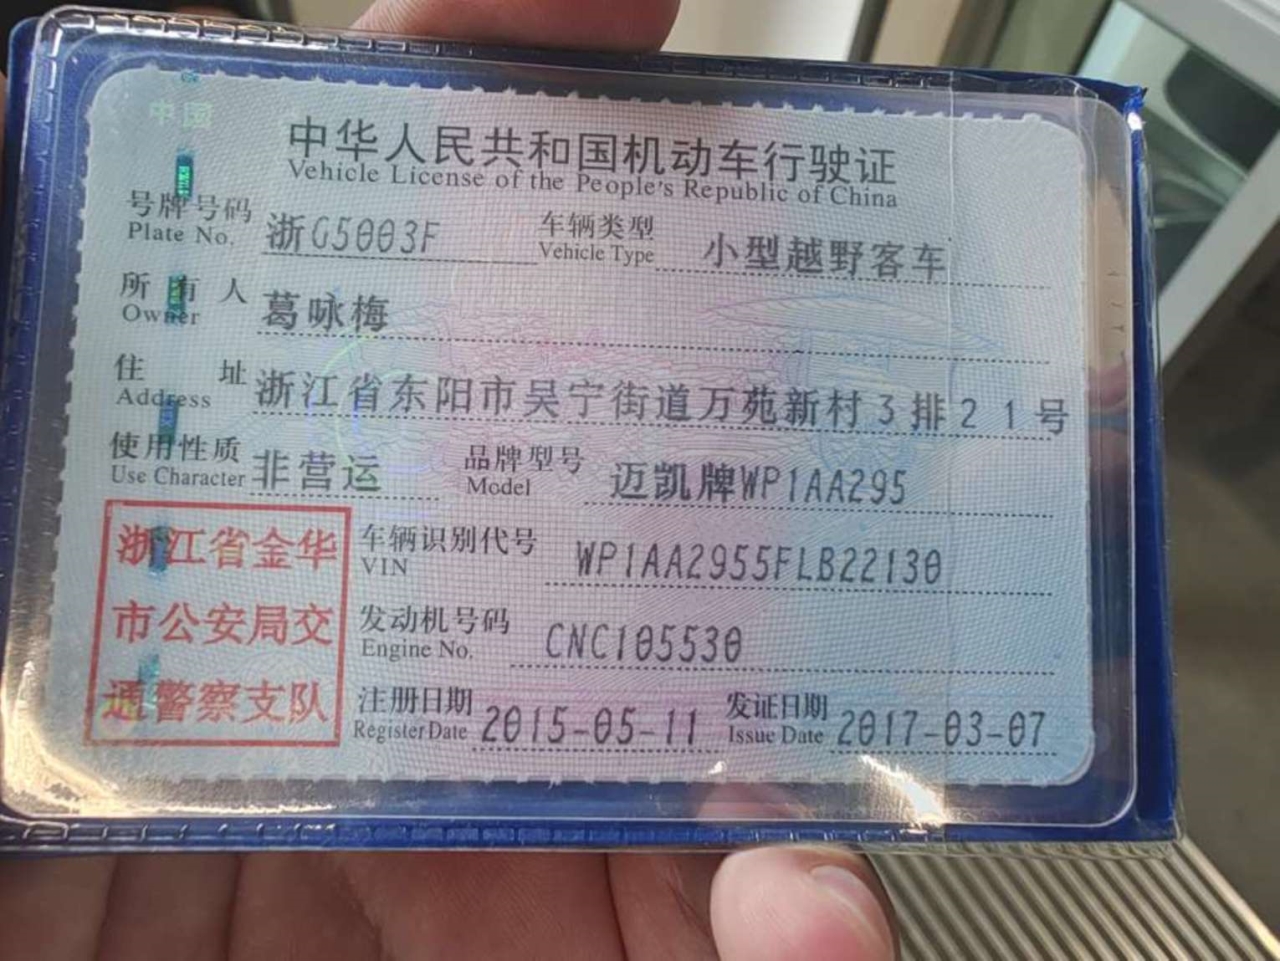 中国
中华人民共和国机动车行驶证
Vehicle License of the People's Republic of China
号牌号码 浙G5003F 车辆类型 小型越野客车
Plate No. Vehicle Type
所有人 葛咏梅
Owner
住址 浙江省东阳市吴宁街道万苑新村3排21号
Address
使用性质 非营运 品牌型号 迈凯牌WP1AA295
Use Character Model
浙江省金华
市公安局交
通警察支队
车辆识别代号 WP1AA2955FLB22130
VIN
发动机号码 CNC105530
Engine No.
注册日期 2015-05-11 发证日期 2017-03-07
Register Date Issue Date